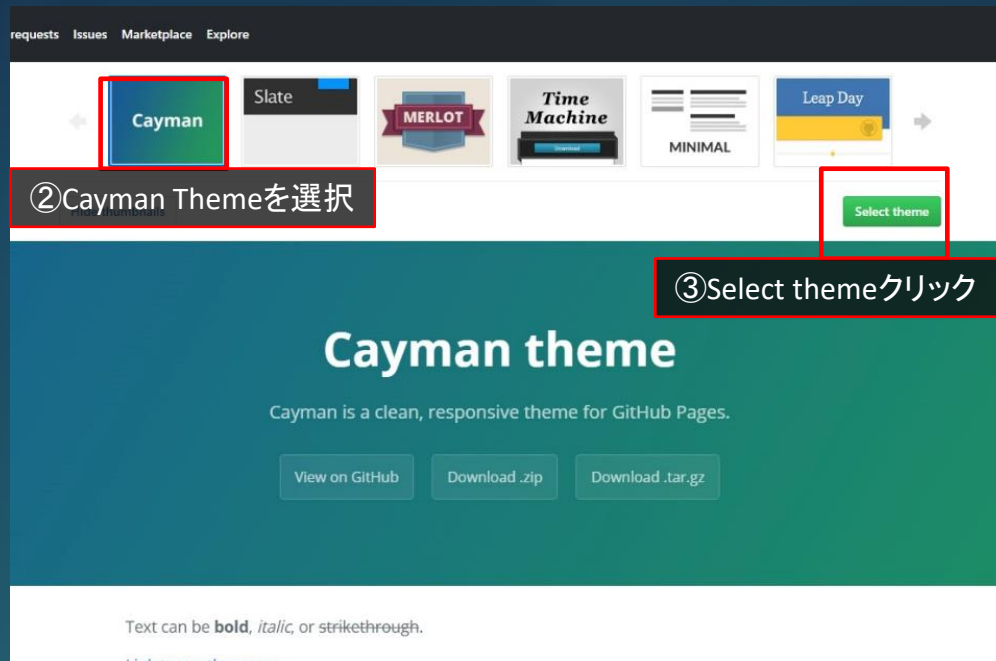 requests Issues Marketplace Explore
Cayman
Slate
MERLOT
Time
Machine
Download
MINIMAL
Leap Day
②Cayman Themeを選択
Hide thumbnails
Select theme
③Select themeクリック
Cayman theme
Cayman is a clean, responsive theme for GitHub Pages.
View on GitHub Download .zip Download .tar.gz
Text can be bold, italic, or strikethrough.